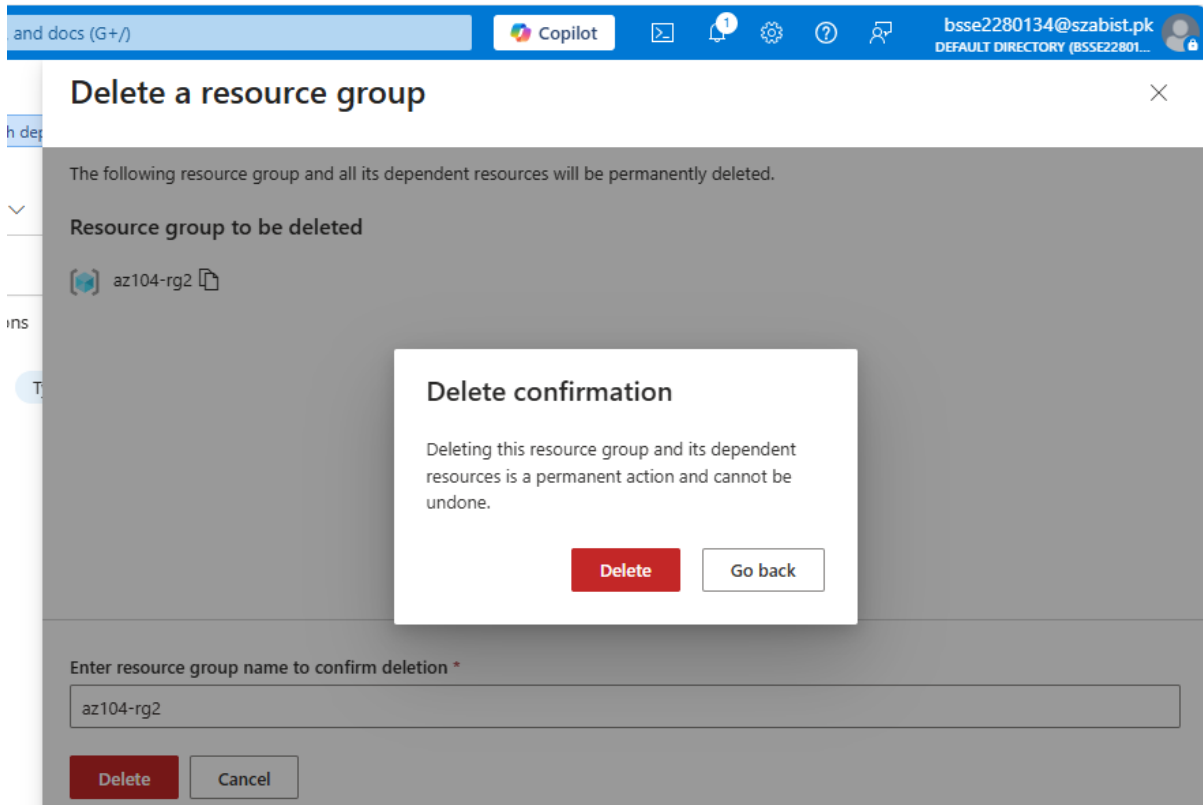 and docs (G+/)
Copilot
1
bsse2280134@szabist.pk
DEFAULT DIRECTORY (BSSE22801...
Delete a resource group
The following resource group and all its dependent resources will be permanently deleted.
Resource group to be deleted
az104-rg2
Delete confirmation
Deleting this resource group and its dependent
resources is a permanent action and cannot be
undone.
Delete
Go back
Enter resource group name to confirm deletion *
az104-rg2
Delete
Cancel